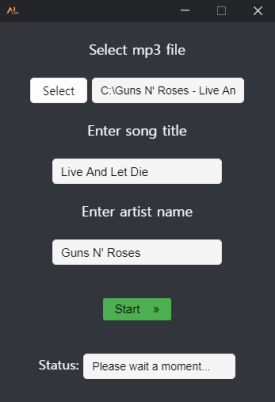 Select mp3 file
Select C:\Guns N' Roses - Live An
Enter song title
Live And Let Die
Enter artist name
Guns N' Roses
Start »
Status: Please wait a moment...